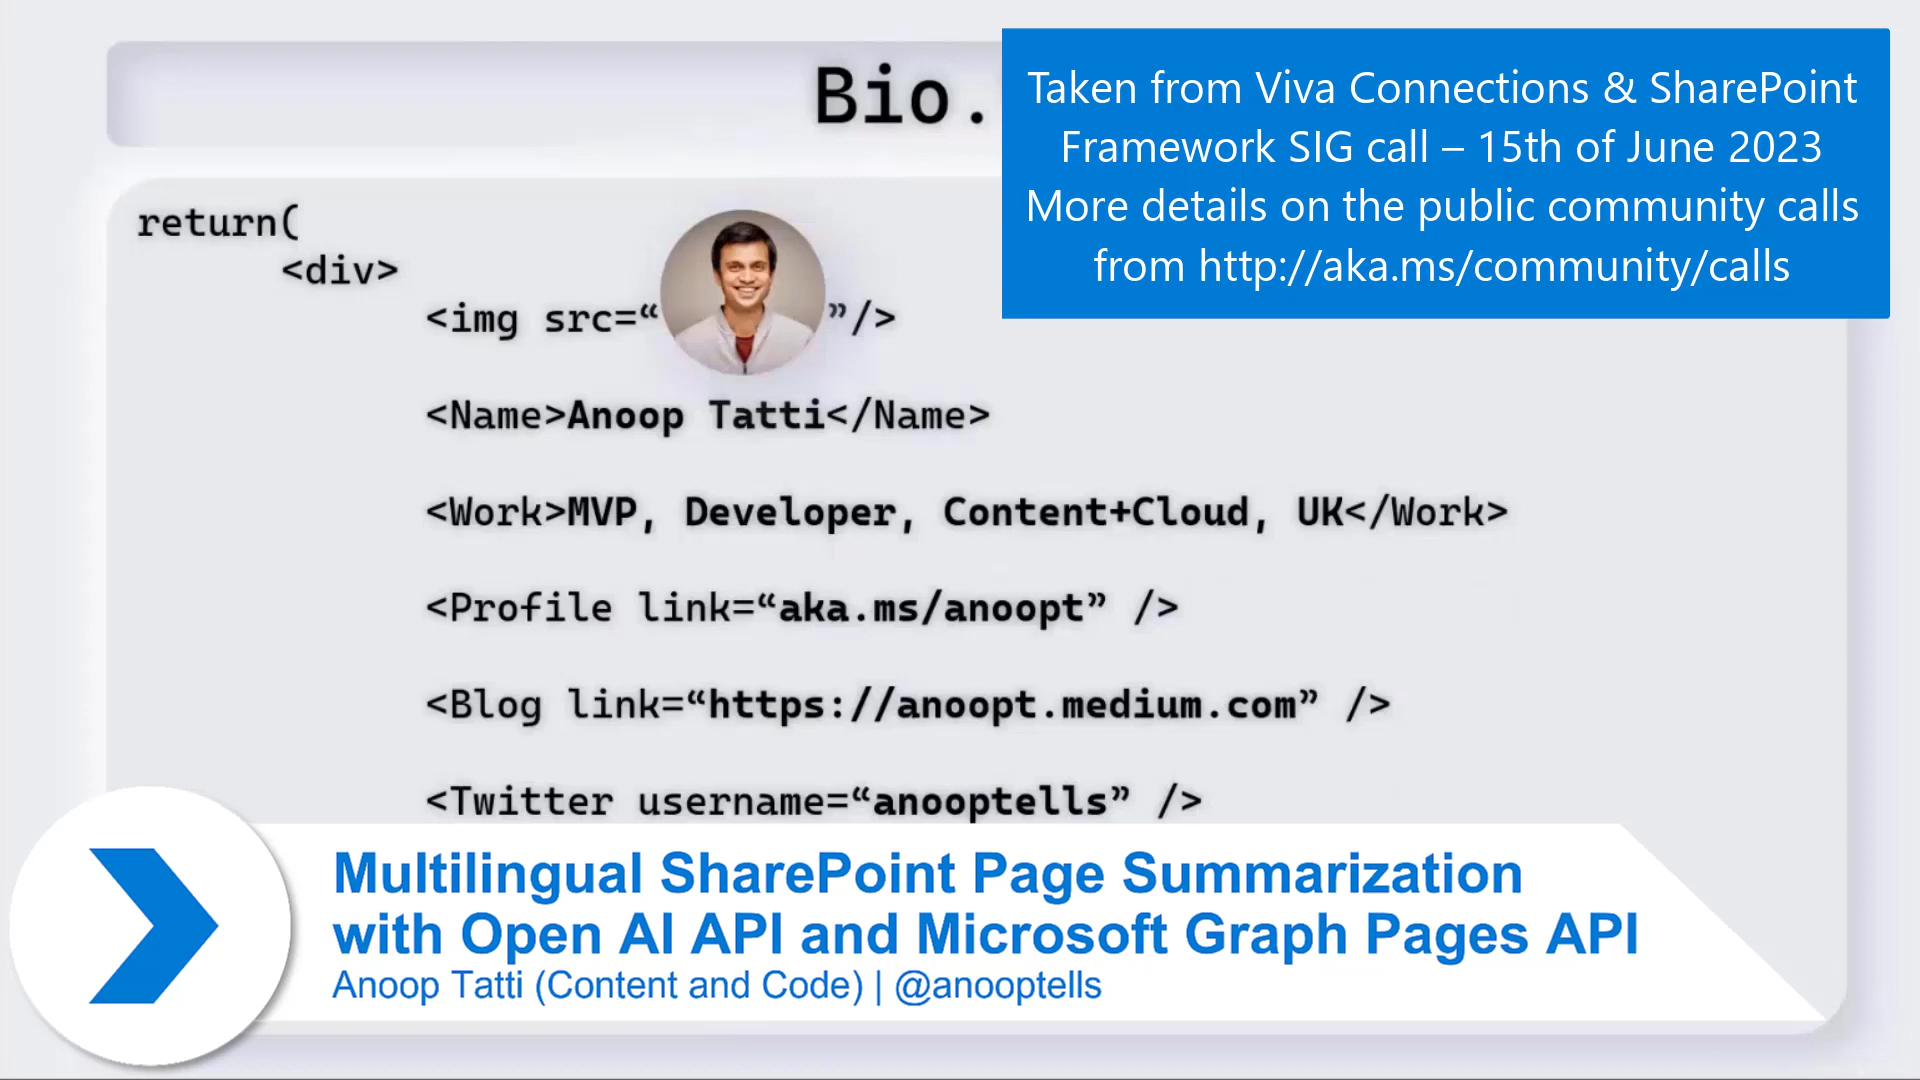 Bio.
Taken from Viva Connections & SharePoint
Framework SIG call – 15th of June 2023
More details on the public community calls
from http://aka.ms/community/calls
return(
<div>
<img src=“ ”/>
<Name>Anoop Tatti</Name>
<Work>MVP, Developer, Content+Cloud, UK</Work>
<Profile link=“aka.ms/anoopt” />
<Blog link=“https://anoopt.medium.com” />
<Twitter username=“anooptells” />
Multilingual SharePoint Page Summarization
with Open AI API and Microsoft Graph Pages API
Anoop Tatti (Content and Code) | @anooptells